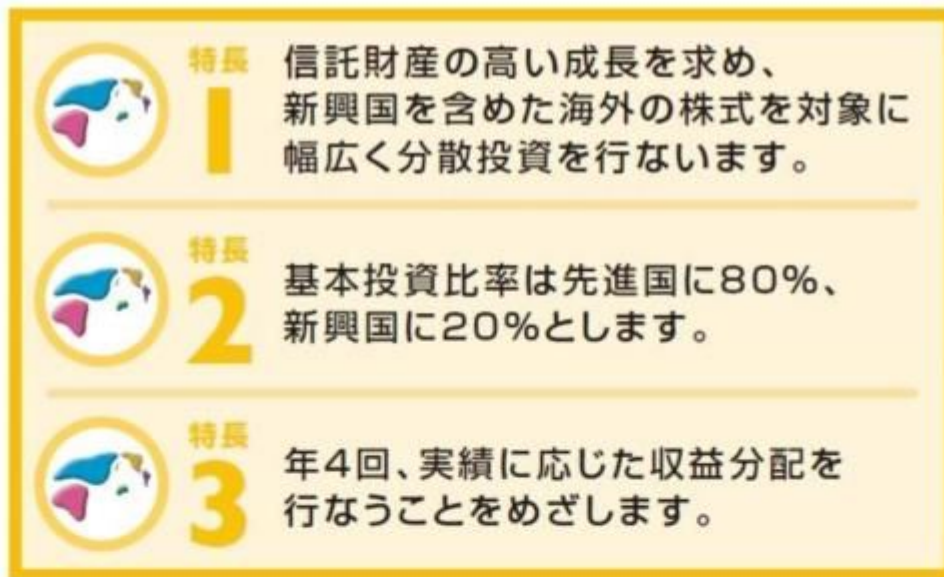 特長
1
信託財産の高い成長を求め、
新興国を含めた海外の株式を対象に
幅広く分散投資を行ないます。
特長
2
基本投資比率は先進国に80%、
新興国に20%とします。
特長
3
年4回、実績に応じた収益分配を
行なうことをめざします。